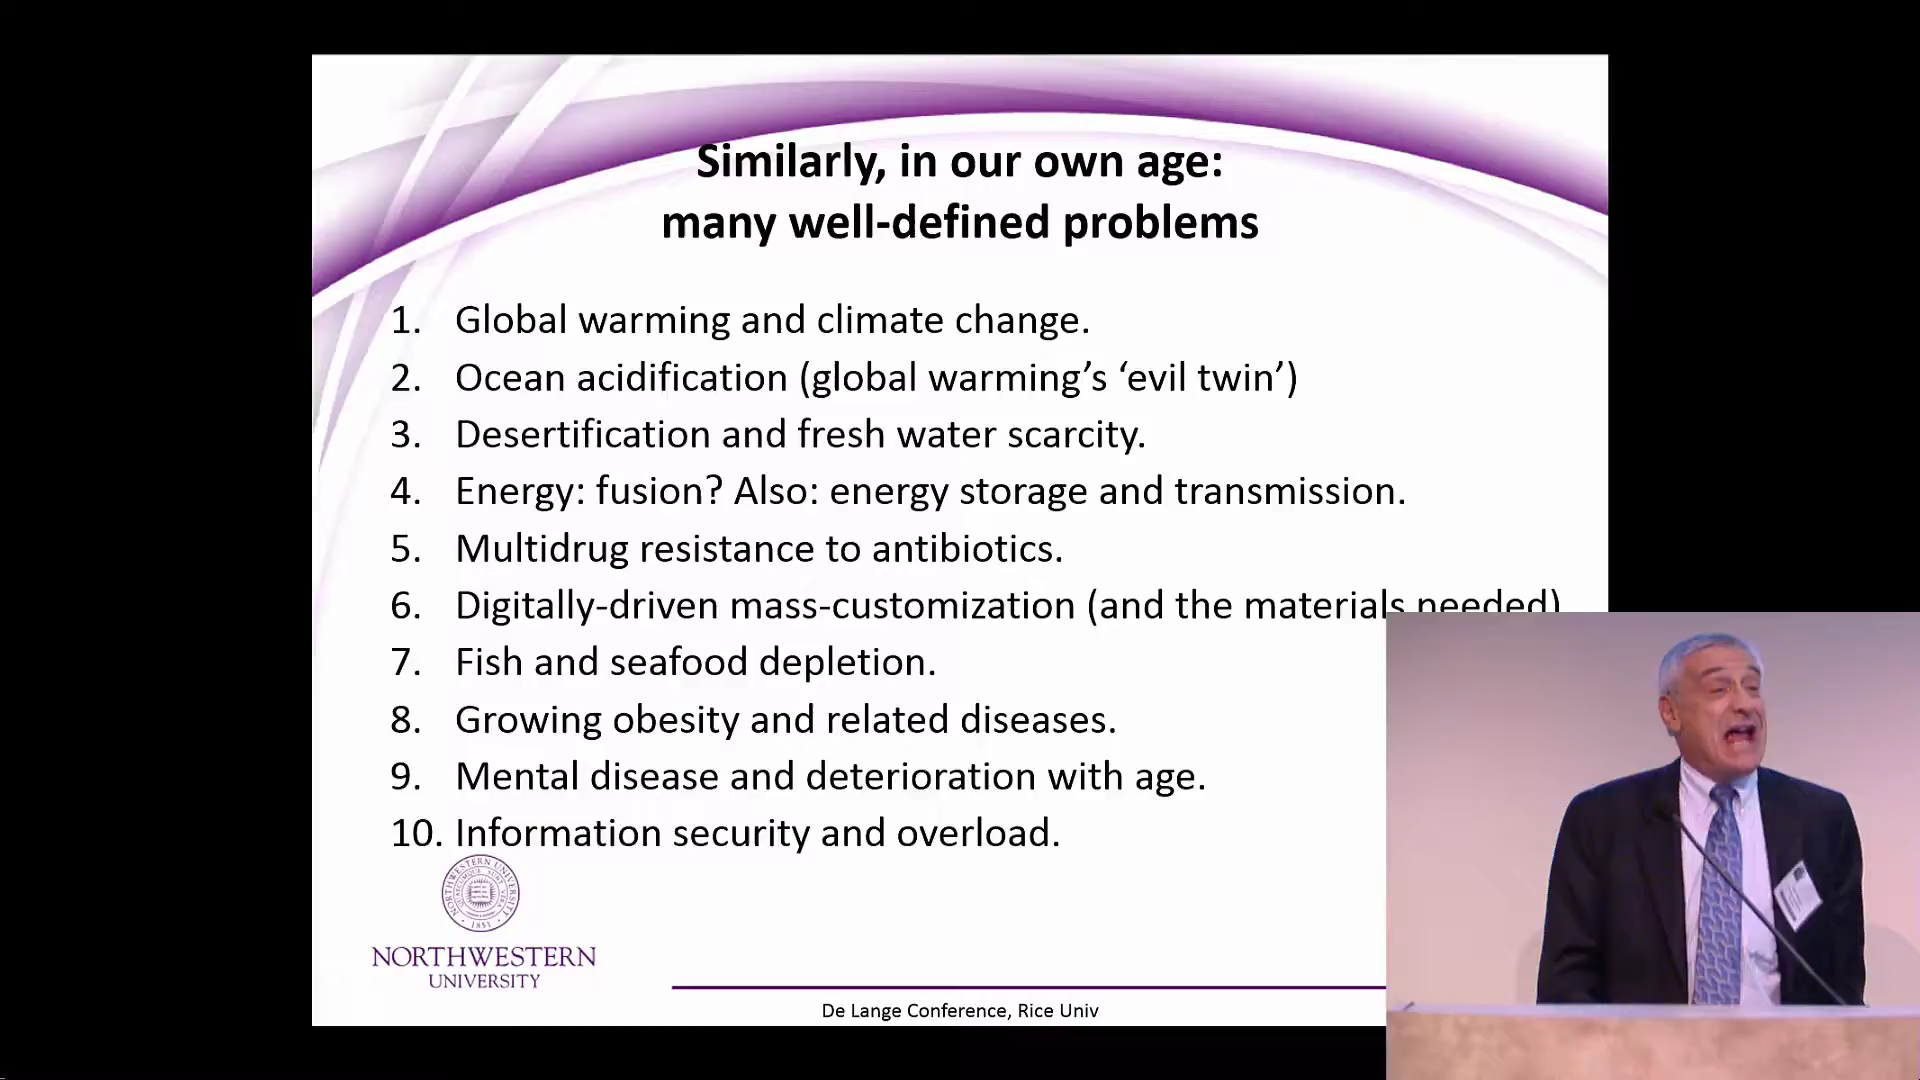 Similarly, in our own age:
many well-defined problems
1. Global warming and climate change.
2. Ocean acidification (global warming’s ‘evil twin’)
3. Desertification and fresh water scarcity.
4. Energy: fusion? Also: energy storage and transmission.
5. Multidrug resistance to antibiotics.
6. Digitally-driven mass-customization (and the materials needed)
7. Fish and seafood depletion.
8. Growing obesity and related diseases.
9. Mental disease and deterioration with age.
10. Information security and overload.
1851
NORTHWESTERN
UNIVERSITY
De Lange Conference, Rice Univ